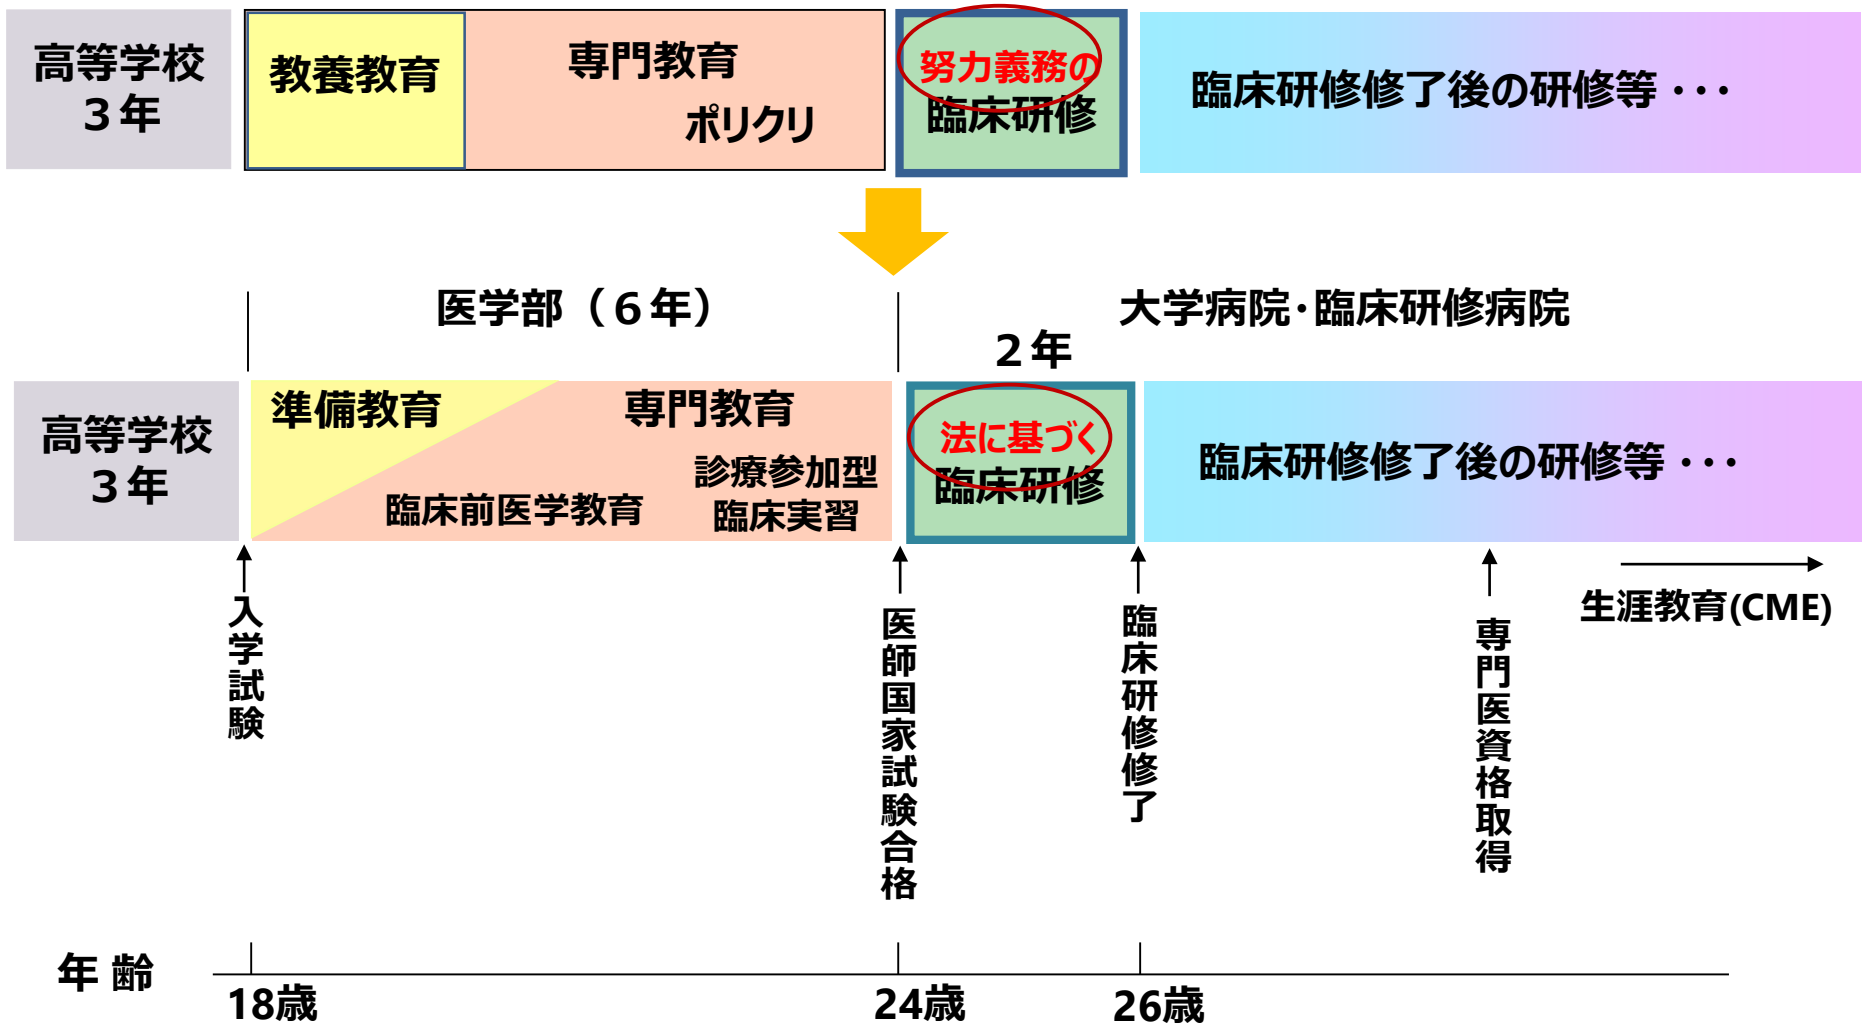 高等学校
３年
教養教育
専門教育
ポリクリ
努力義務の
臨床研修
臨床研修修了後の研修等・・・
医学部（６年）
大学病院・臨床研修病院
２年
高等学校
３年
準備教育
専門教育
臨床前医学教育
診療参加型
臨床実習
法に基づく
臨床研修
臨床研修修了後の研修等・・・
入学試験
医師国家試験合格
臨床研修修了
専門医資格取得
生涯教育(CME)
年齢
18歳
24歳
26歳